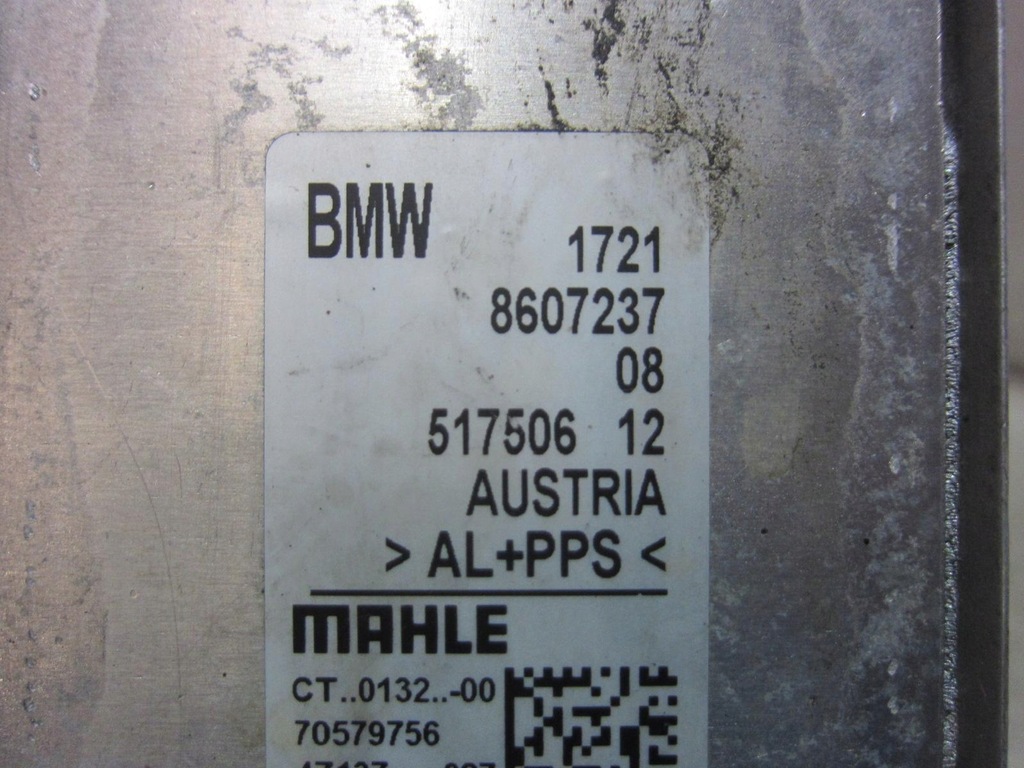 BMW
1721
8607237
08
517506 12
AUSTRIA
> AL+PPS <
MAHLE
CT..0132..-00
70579756